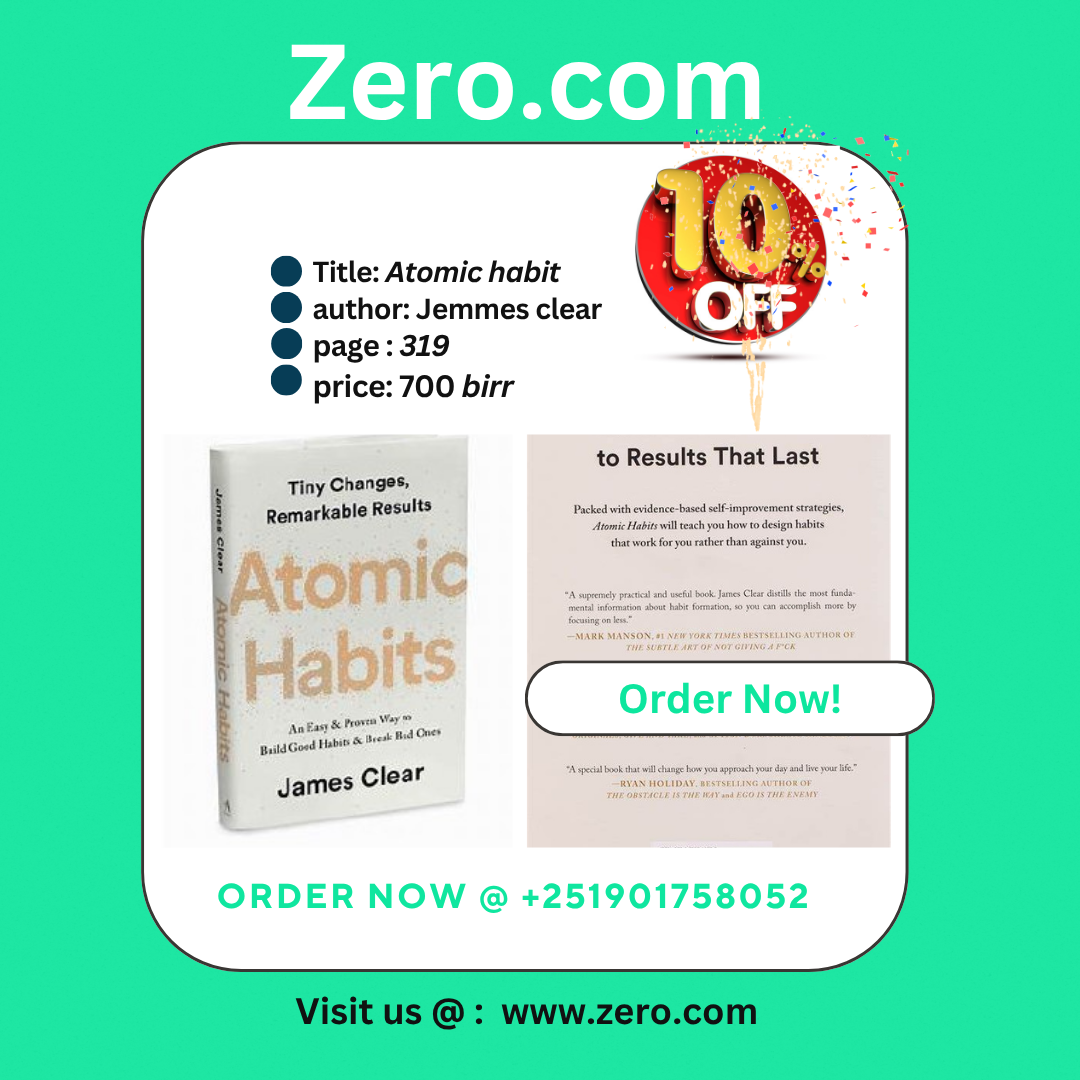 Zero.com
10%
OFF
Title: Atomic habit
author: Jemmes clear
page : 319
price: 700 birr
Tiny Changes,
Remarkable Results
Atomic
Habits
An Easy & Proven Way to
Build Good Habits & Break Bad Ones
James Clear
James Clear
Atomic Habits
to Results That Last
Packed with evidence-based self-improvement strategies,
Atomic Habits will teach you how to design habits
that work for you rather than against you.
“A supremely practical and useful book. James Clear distills the most funda-
mental information about habit formation, so you can accomplish more by
focusing on less.”
—MARK MANSON, #1 NEW YORK TIMES BESTSELLING AUTHOR OF
THE SUBTLE ART OF NOT GIVING A F*CK
Order Now!
“A special book that will change how you approach your day and live your life.”
—RYAN HOLIDAY, BESTSELLING AUTHOR OF
THE OBSTACLE IS THE WAY and EGO IS THE ENEMY
ORDER NOW @ +251901758052
Visit us @ : www.zero.com